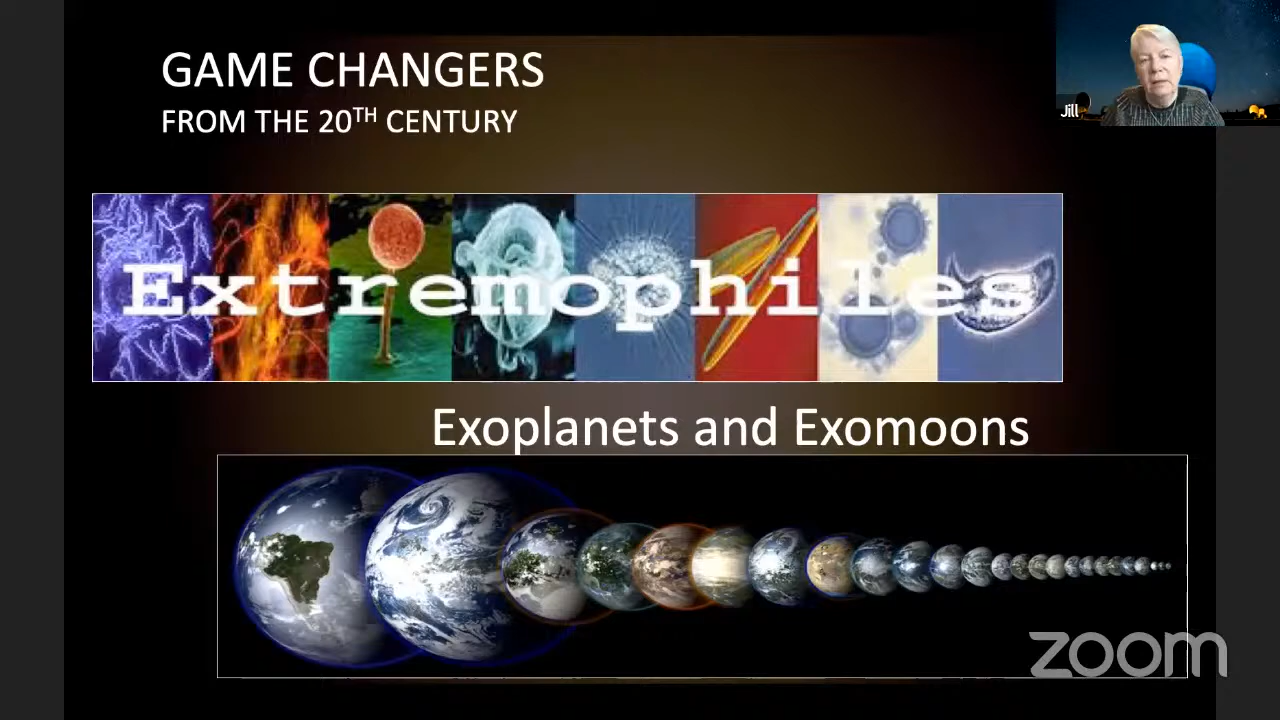 GAME CHANGERS
FROM THE 20TH CENTURY
Jill
Extremophiles
Exoplanets and Exomoons
zoom